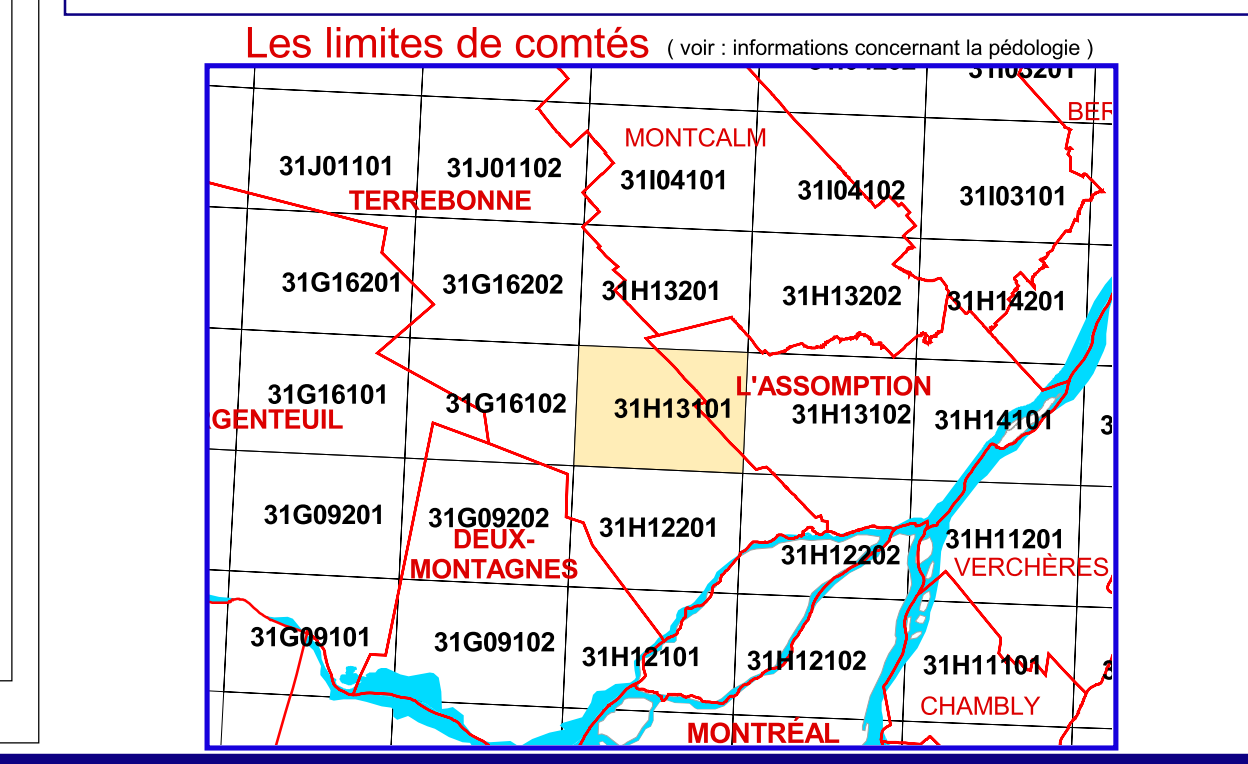 Les limites de comtés ( voir : informations concernant la pédologie )
31I03201
MONTCALM
31J01101
31J01102
31I04101
31I04102
31I03101
TERREBONNE
31G16201
31G16202
31H13201
31H13202
31H14201
31G16101
31G16102
31H13101
L'ASSOMPTION
31H13102
31H14101
31G09201
31G09202
DEUX-
MONTAGNES
31H12201
31H12202
31H11201
VERCHÈRES
31G09101
31G09102
31H12101
31H12102
31H11101
CHAMBLY
MONTRÉAL